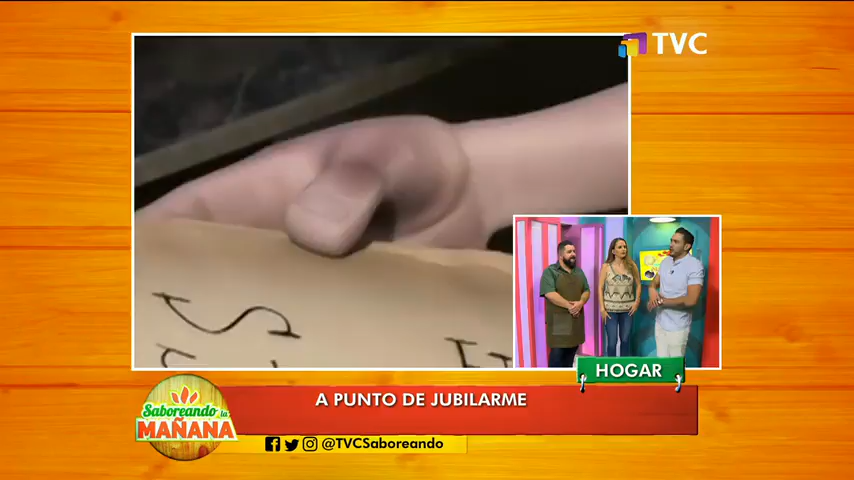 TVC
S
HOGAR
A PUNTO DE JUBILARME
Saboreando la
MAÑANA
@TVCSaboreando